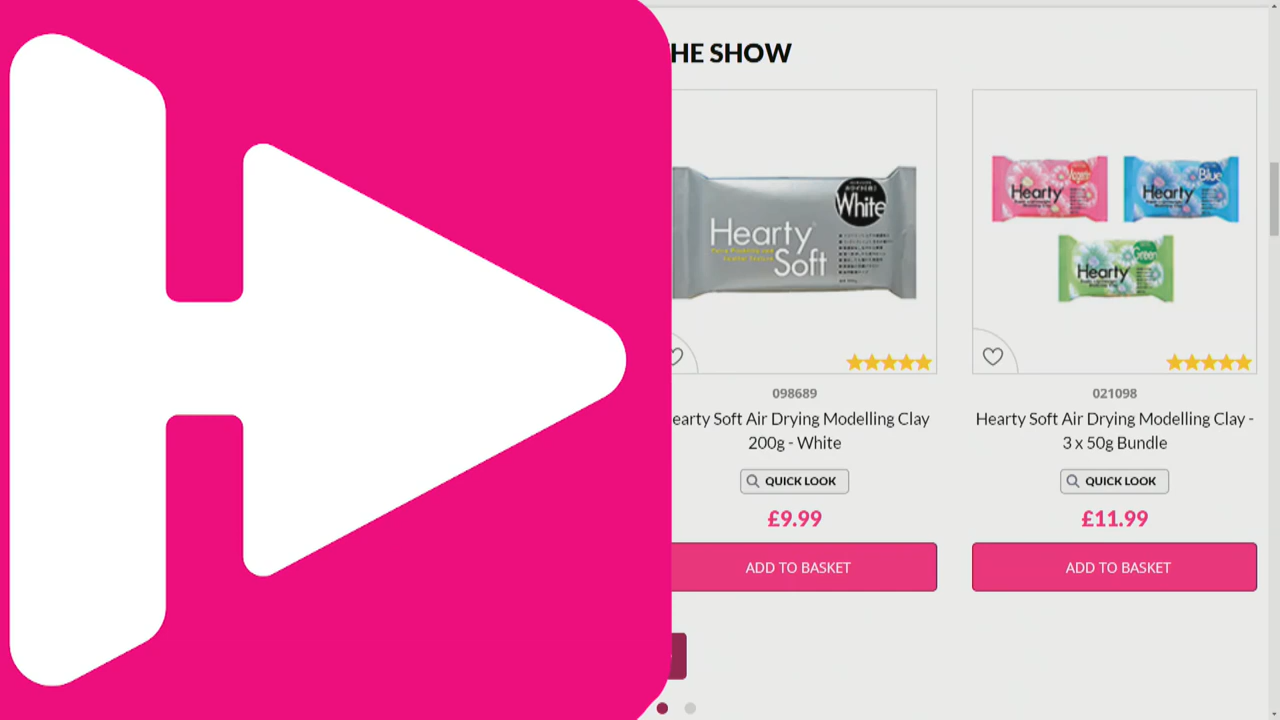 HE SHOW
White
Hearty
Soft
Hearty
Blue
Hearty
Green
Hearty
098689
earty Soft Air Drying Modelling Clay
200g - White
QUICK LOOK
£9.99
ADD TO BASKET
021098
Hearty Soft Air Drying Modelling Clay -
3 x 50g Bundle
QUICK LOOK
£11.99
ADD TO BASKET